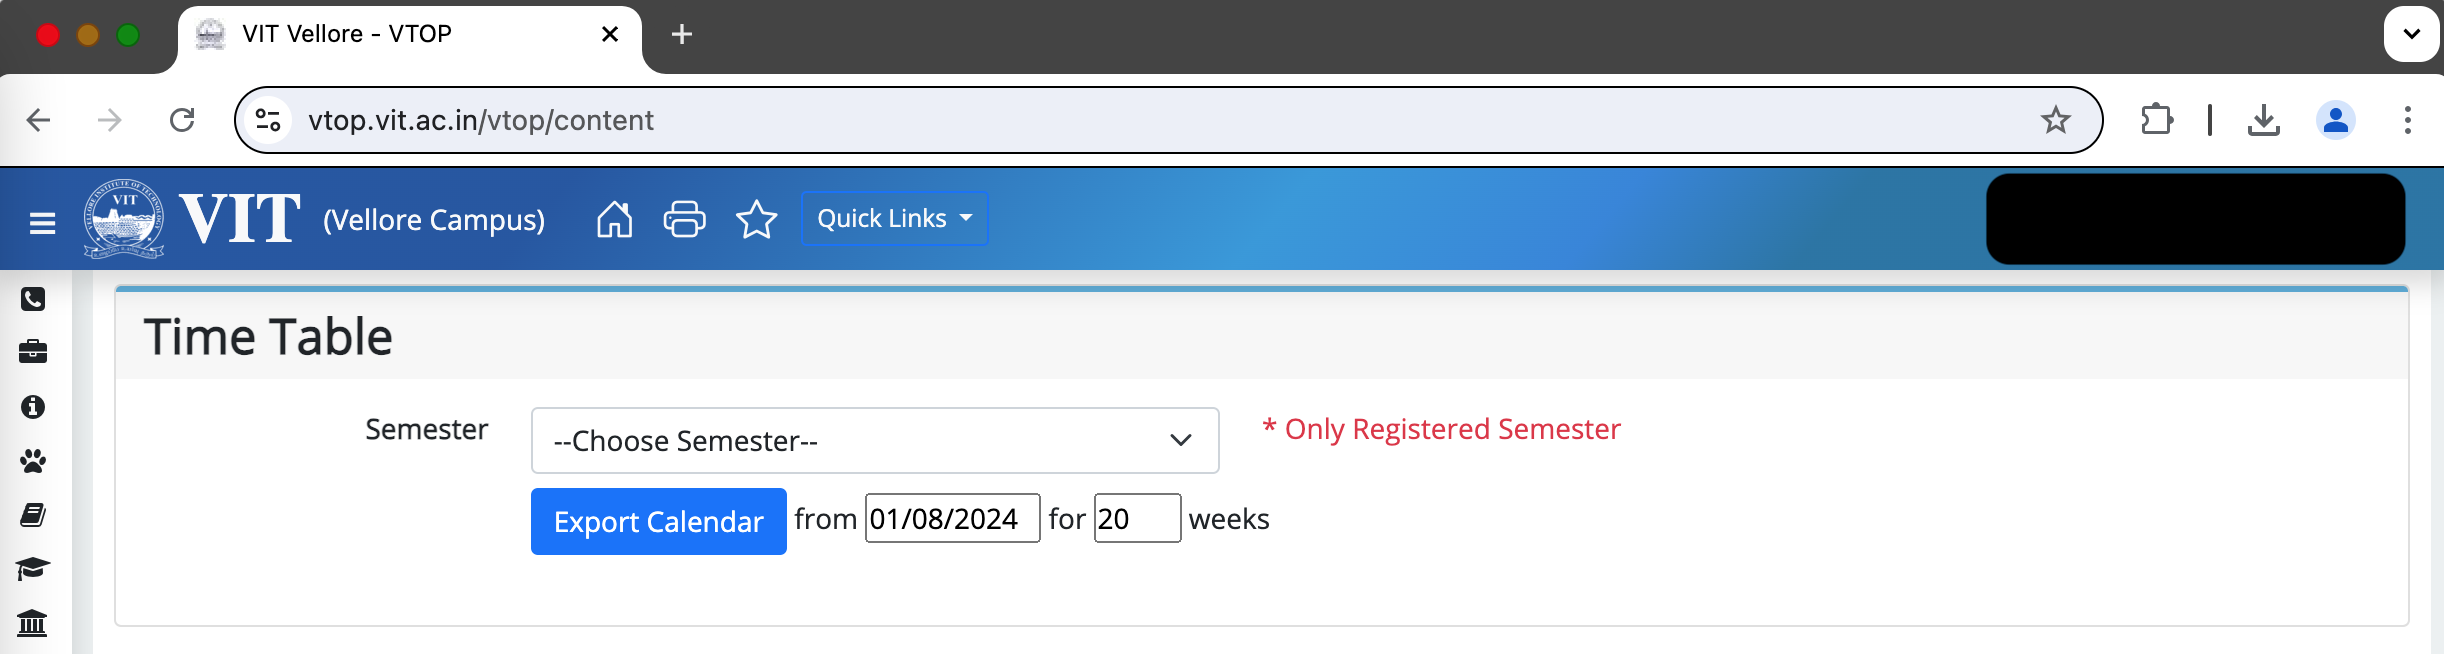 VIT Vellore - VTOP
vtop.vit.ac.in/vtop/content
VIT (Vellore Campus) Quick Links
Time Table
Semester --Choose Semester-- * Only Registered Semester
Export Calendar from 01/08/2024 for 20 weeks